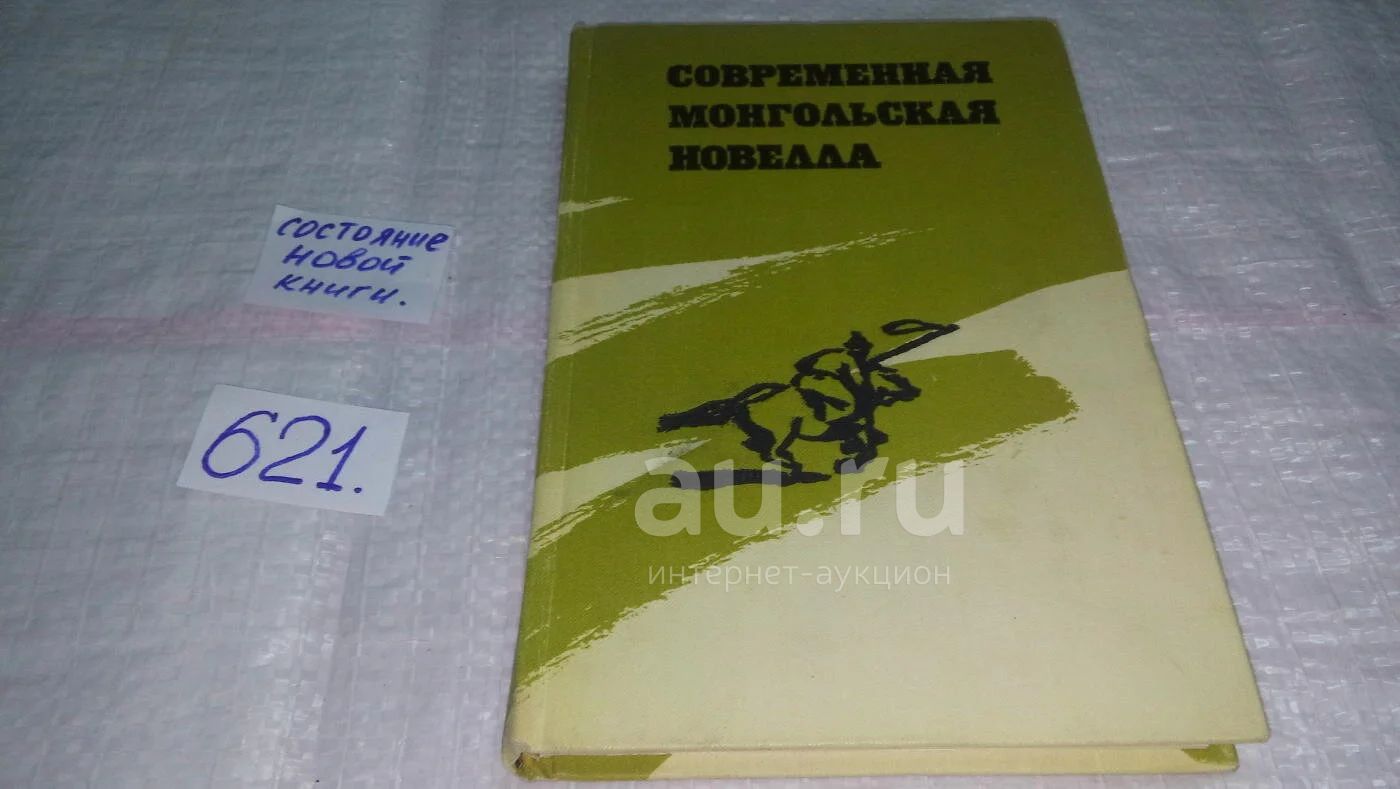 СОВРЕМЕННАЯ
МОНГОЛЬСКАЯ
НОВЕЛЛА
состояние
новой
книги.
621.
au.ru
интернет-аукцион